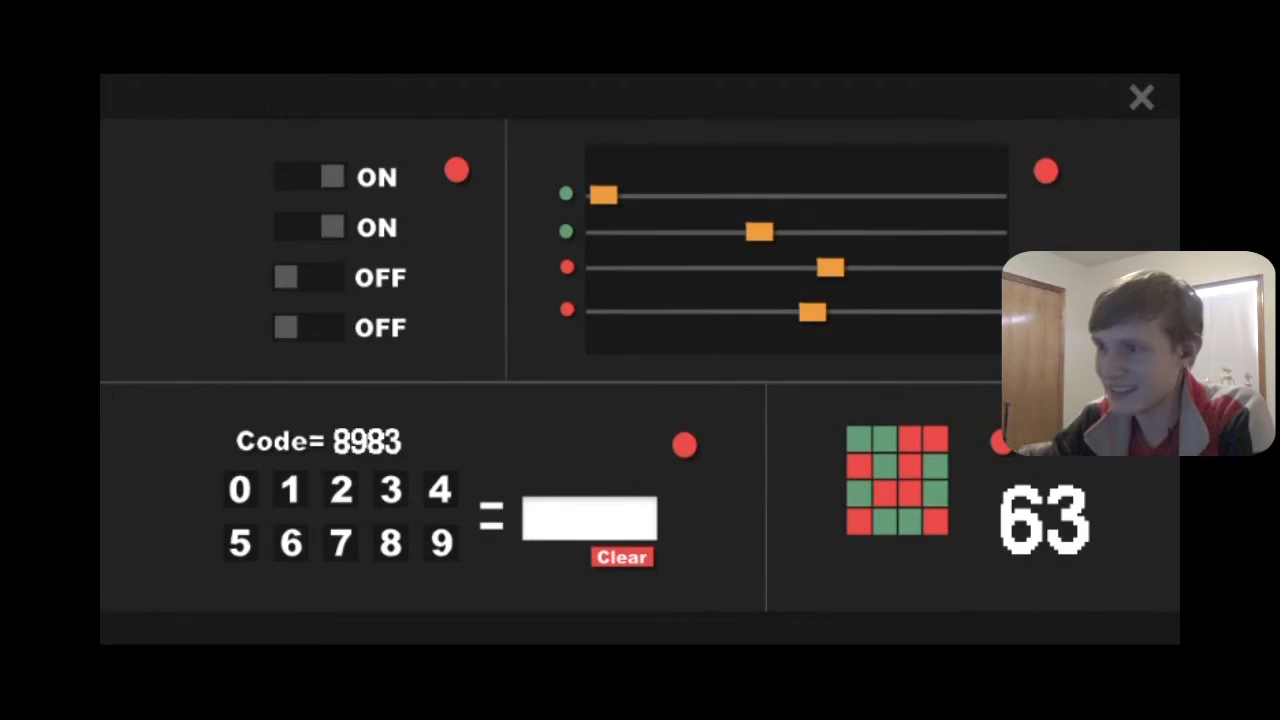 ON
ON
OFF
OFF
Code= 8983
0 1 2 3 4
5 6 7 8 9
=
Clear
63